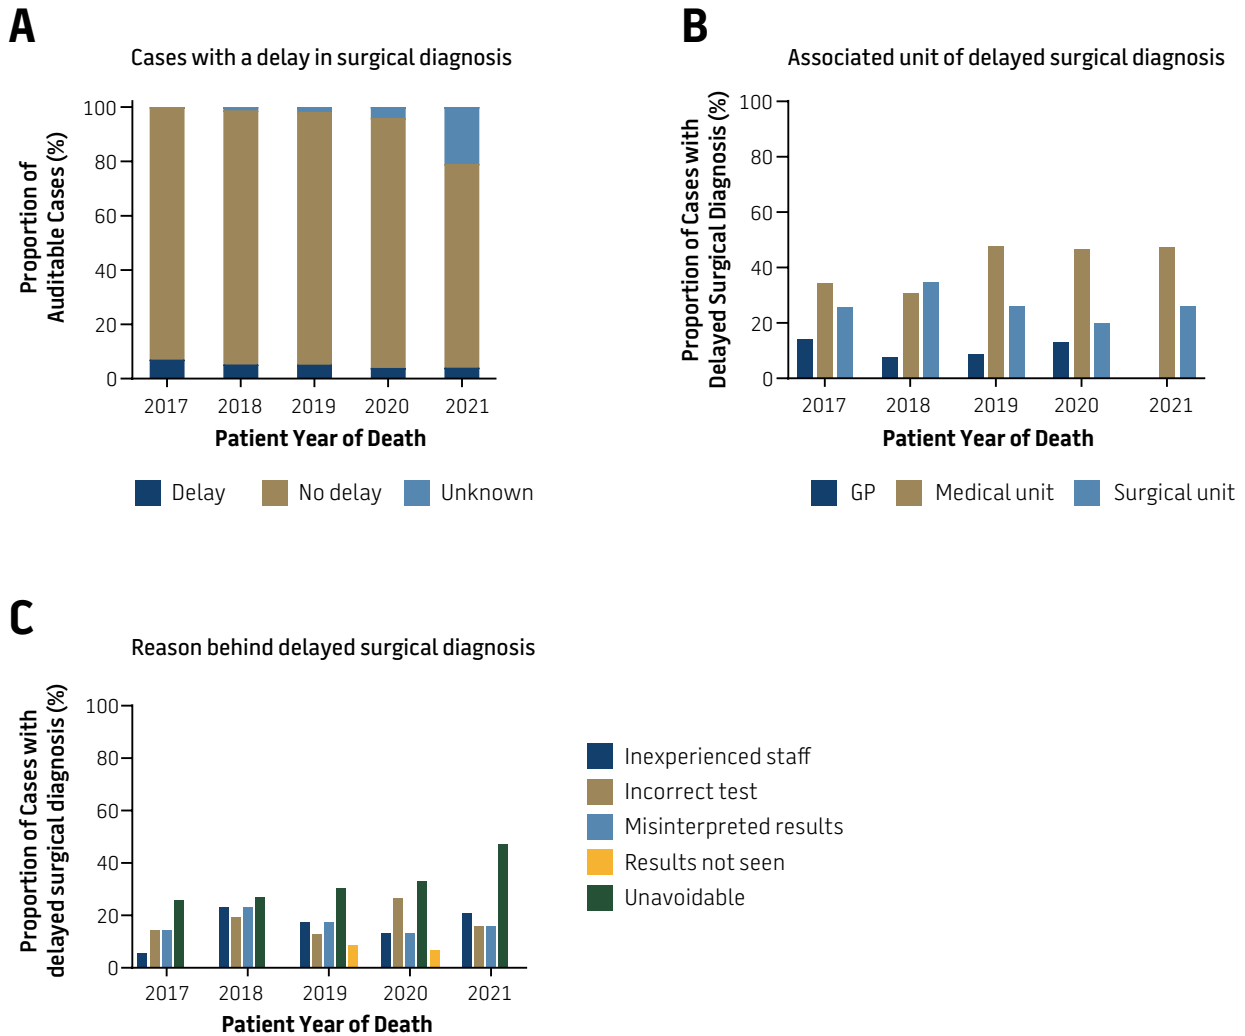 A
Cases with a delay in surgical diagnosis
Proportion of
Auditable Cases (%)
100
80
60
40
20
0
2017 2018 2019 2020 2021
Patient Year of Death
Delay No delay Unknown
B
Associated unit of delayed surgical diagnosis
Proportion of Cases with
Delayed Surgical Diagnosis (%)
100
80
60
40
20
0
2017 2018 2019 2020 2021
Patient Year of Death
GP Medical unit Surgical unit
C
Reason behind delayed surgical diagnosis
Proportion of Cases with
delayed surgical diagnosis (%)
100
80
60
40
20
0
2017 2018 2019 2020 2021
Patient Year of Death
Inexperienced staff
Incorrect test
Misinterpreted results
Results not seen
Unavoidable